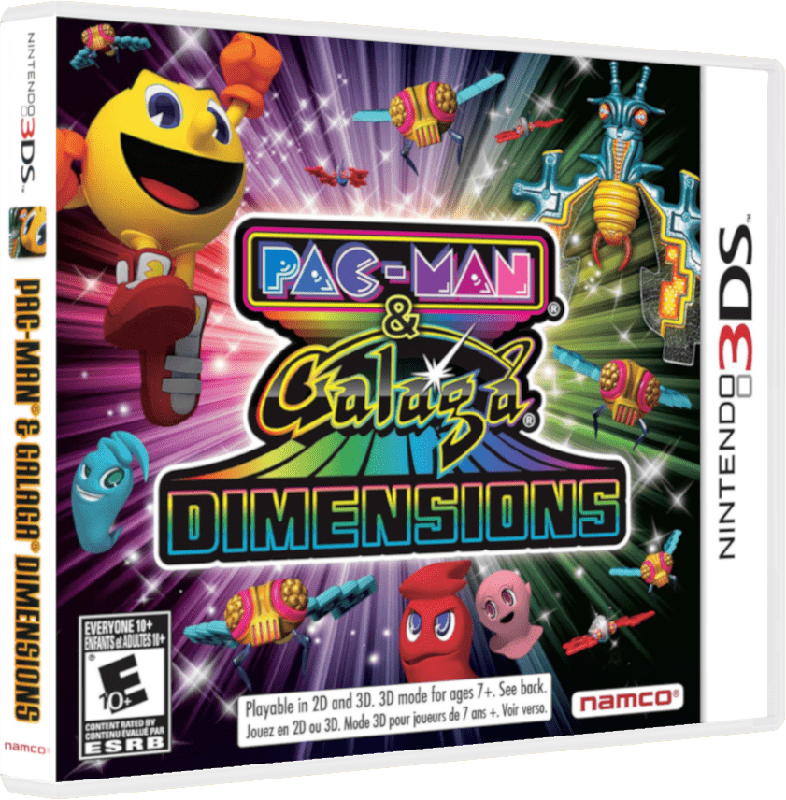 NINTENDO 3DS™
PAC-MAN® & GALAGA® DIMENSIONS
namco®
PAC-MAN®
&
Galaga®
DIMENSIONS
EVERYONE 10+
ENFANTS et ADULTES 10+
®
E
10+
CONTENT RATED BY
CONTENU ÉVALUÉ PAR
ESRB
Playable in 2D and 3D. 3D mode for ages 7+. See back.
Jouez en 2D ou 3D. Mode 3D pour joueurs de 7 ans +. Voir verso.
namco®
NINTENDO 3DS™